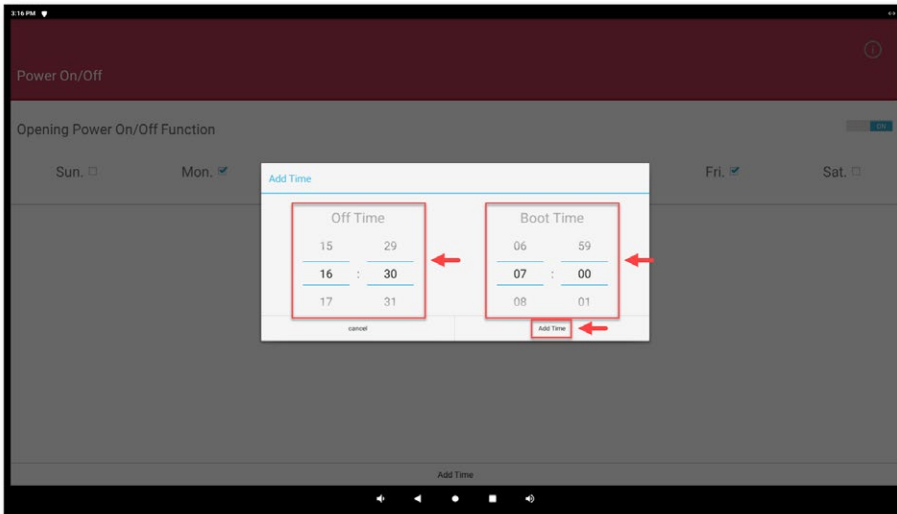 3:16 PM
Power On/Off
Opening Power On/Off Function
ON
Sun. Mon. Fri. Sat.
Add Time
Off Time Boot Time
15 29 06 59
16 : 30 07 : 00
17 31 08 01
cancel Add Time
Add Time